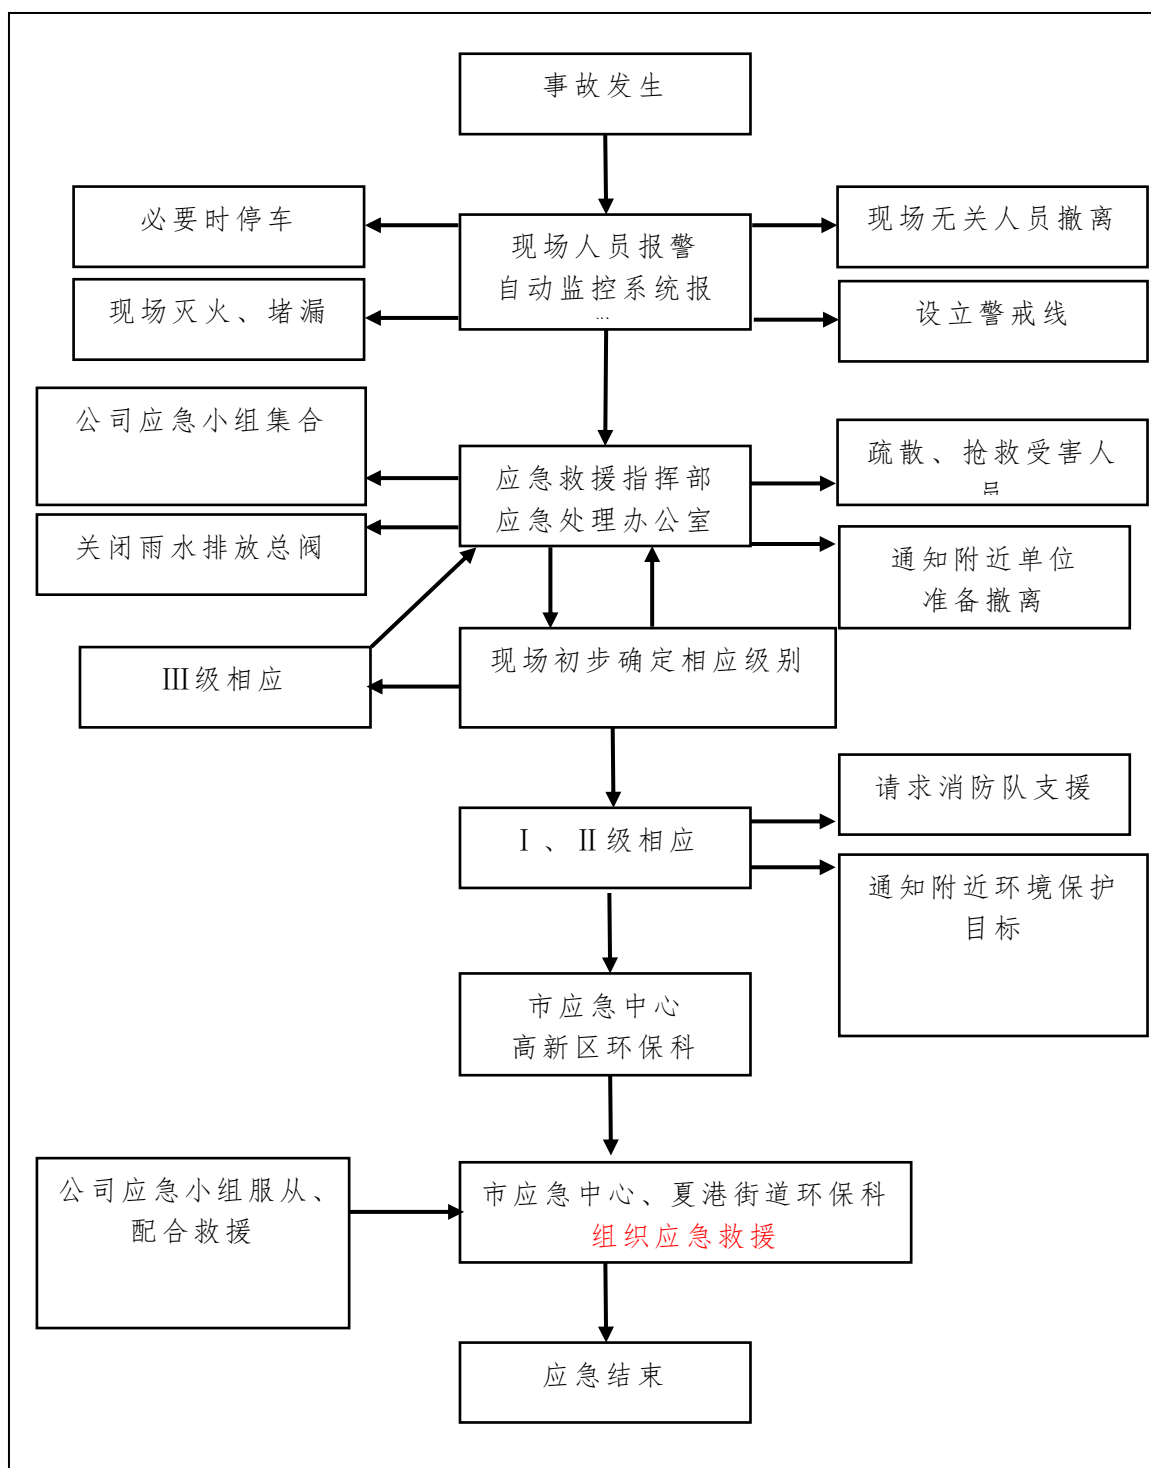 事故发生
必要时停车
现场人员报警
自动监控系统报
...
现场无关人员撤离
现场灭火、堵漏
设立警戒线
公司应急小组集合
应急救援指挥部
应急处理办公室
疏散、抢救受害人
员
关闭雨水排放总阀
通知附近单位
准备撤离
Ⅲ级相应
现场初步确定相应级别
请求消防队支援
Ⅰ、Ⅱ级相应
通知附近环境保护
目标
市应急中心
高新区环保科
公司应急小组服从、
配合救援
市应急中心、夏港街道环保科
组织应急救援
应急结束